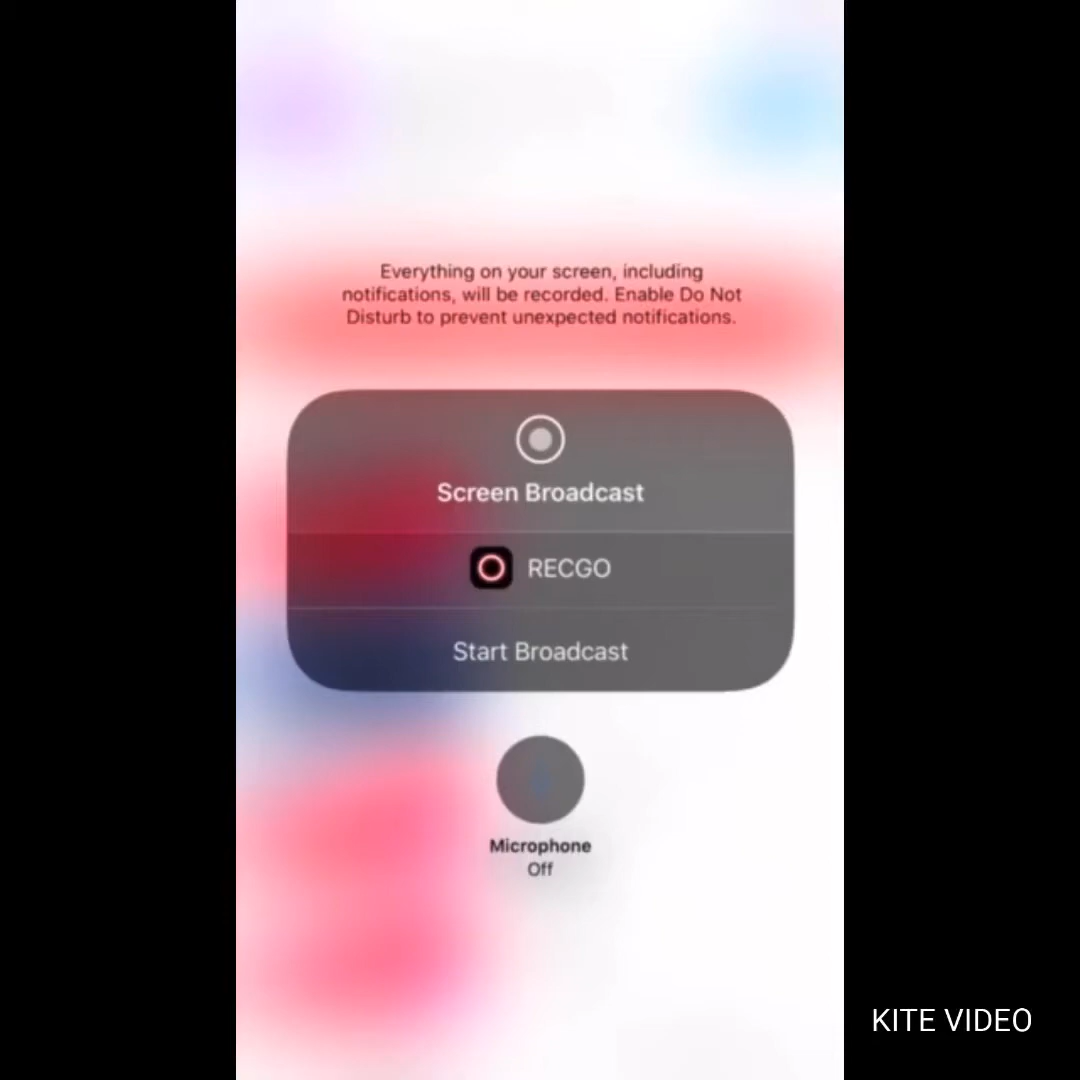 Everything on your screen, including
notifications, will be recorded. Enable Do Not
Disturb to prevent unexpected notifications.
Screen Broadcast
RECGO
Start Broadcast
Microphone
Off
KITE VIDEO